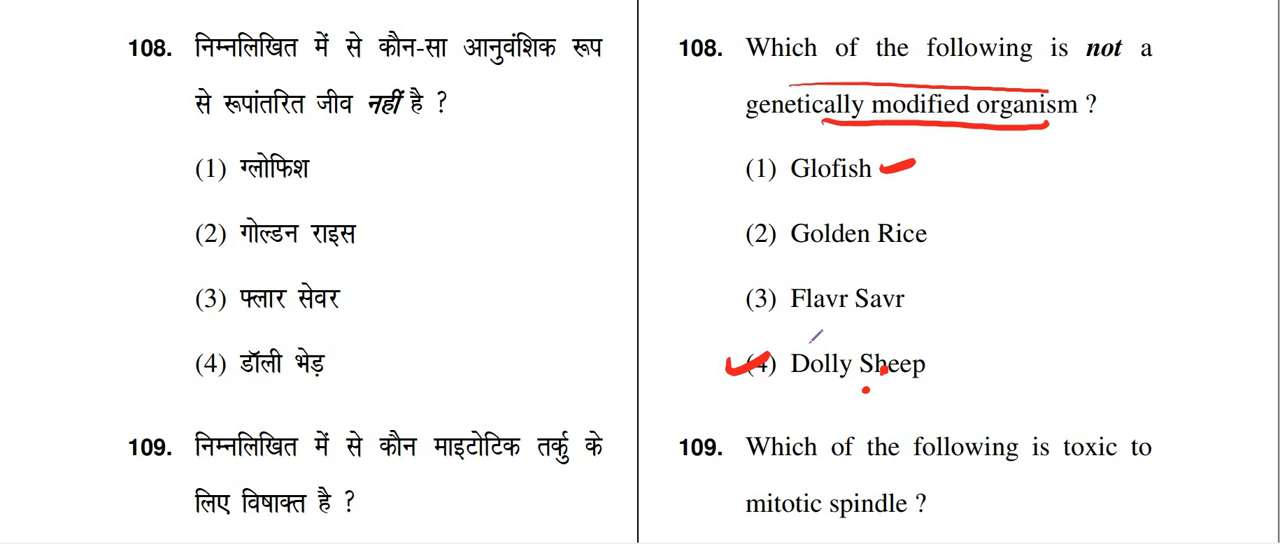 108. निम्नलिखित में से कौन-सा आनुवंशिक रूप
से रूपांतरित जीव नहीं है ?
(1) ग्लोफिश
(2) गोल्डन राइस
(3) फ्लार सेवर
(4) डॉली भेड़
109. निम्नलिखित में से कौन माइटोटिक तर्कु के
लिए विषाक्त है ?
108. Which of the following is not a
genetically modified organism ?
(1) Glofish
(2) Golden Rice
(3) Flavr Savr
(4) Dolly Sheep
109. Which of the following is toxic to
mitotic spindle ?